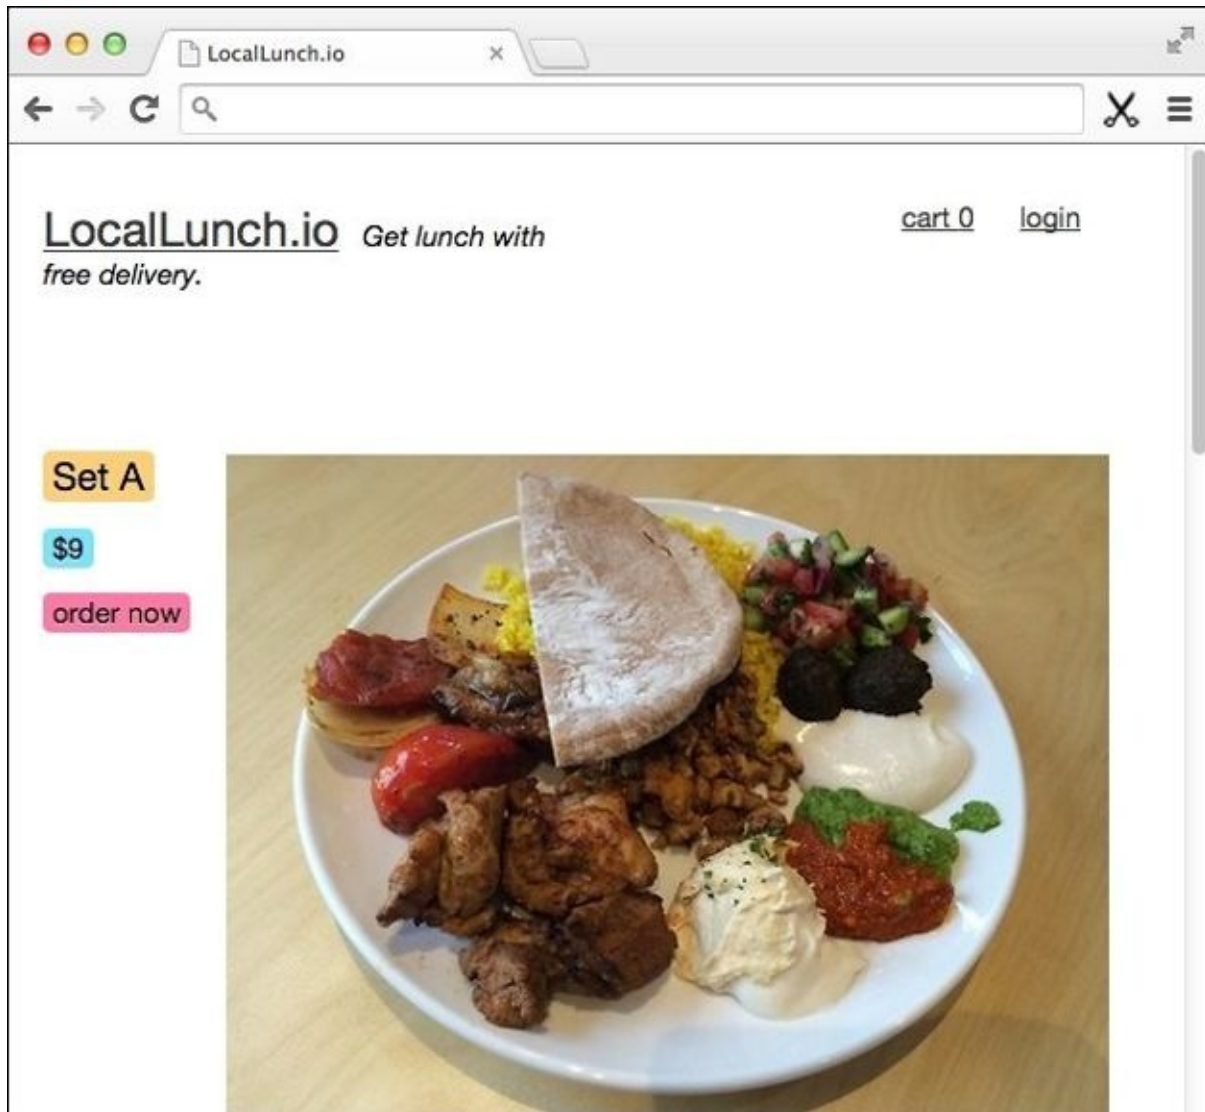 LocalLunch.io
LocalLunch.io Get lunch with
free delivery.
cart 0 login
Set A
$9
order now